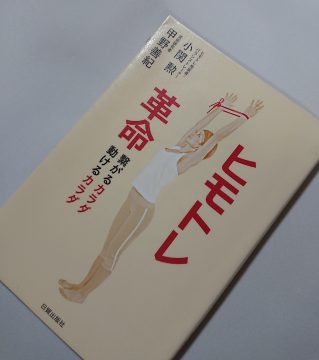 ヒモトレ
革命
繋がるカラダ
動けるカラダ
小関 勲
甲野善紀
日貿出版社